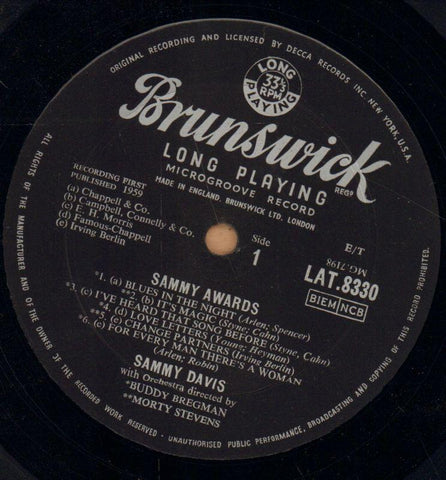 ORIGINAL RECORDING AND LICENSED BY DECCA RECORDS INC. NEW YORK, U.S.A.
LONG
33⅓
RPM
PLAYING
Brunswick
REGD
LONG PLAYING
MICROGROOVE RECORD
MADE IN ENGLAND, BRUNSWICK LTD. LONDON
RECORDING FIRST
PUBLISHED 1959
(a) Chappell & Co.
(b) Campbell, Connelly & Co.
(c) E. H. Morris
(d) Famous-Chappell
(e) Irving Berlin
Side
1
E/T
MG.7198
LAT.8330
BIEM NCB
SAMMY AWARDS
*1. (a) BLUES IN THE NIGHT (Arlen; Spencer)
**2. (b) IT'S MAGIC (Styne; Cahn)
*3. (c) I'VE HEARD THAT SONG BEFORE (Styne, Cahn)
*4. (d) LOVE LETTERS (Young; Heyman)
**5. (e) CHANGE PARTNERS (Irving Berlin)
*6. (c) FOR EVERY MAN THERE'S A WOMAN
(Arlen; Robin)
SAMMY DAVIS
with Orchestra directed by
*BUDDY BREGMAN
**MORTY STEVENS
ALL RIGHTS OF THE MANUFACTURER AND OF THE OWNER OF THE RECORDED WORK RESERVED - UNAUTHORISED PUBLIC PERFORMANCE, BROADCASTING AND COPYING OF THIS RECORD PROHIBITED.